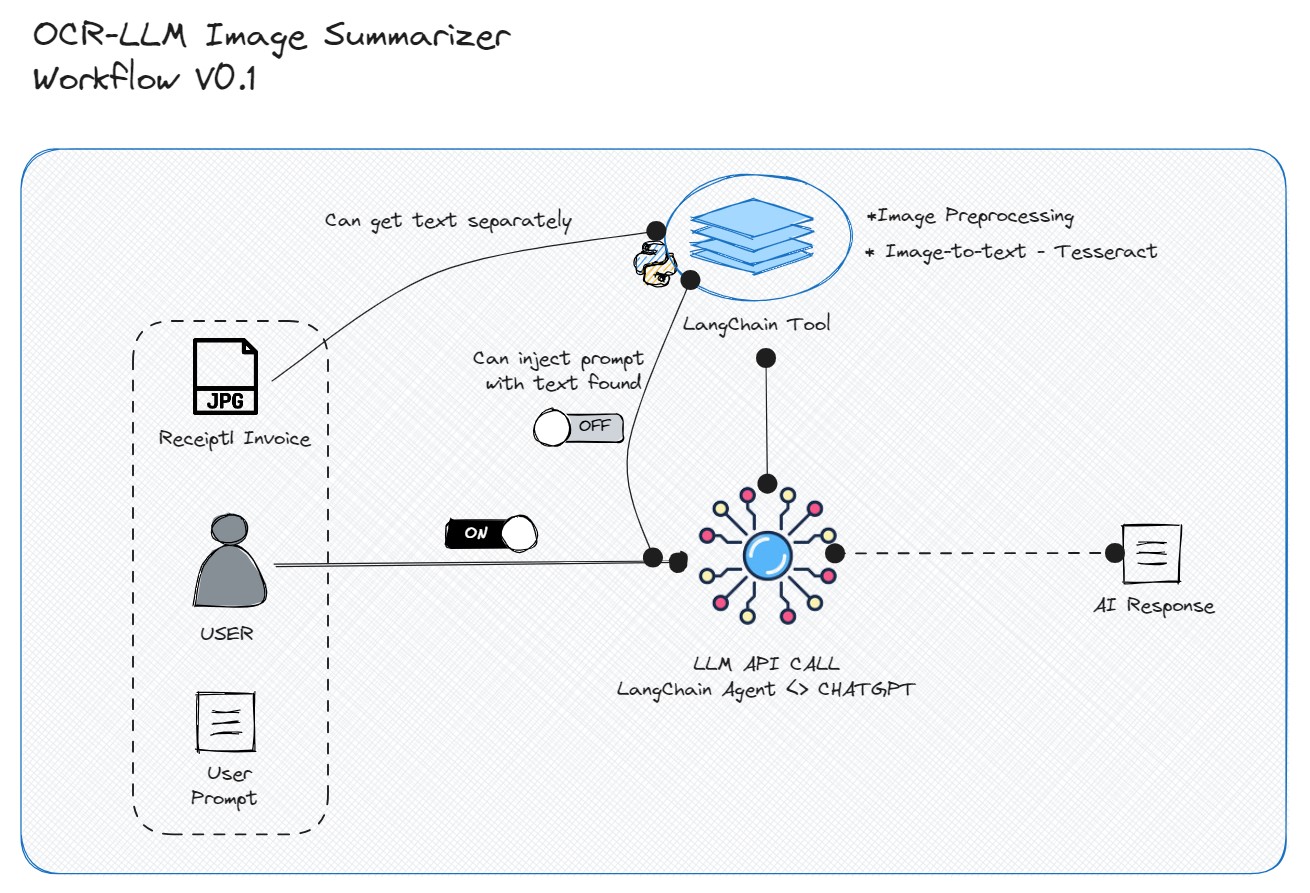 OCR-LLM Image Summarizer
Workflow V0.1
Can get text separately
*Image Preprocessing
* Image-to-text - Tesseract
LangChain Tool
Can inject prompt
with text found
OFF
JPG
Receiptl Invoice
ON
USER
AI Response
LLM API CALL
LangChain Agent <> CHATGPT
User
Prompt